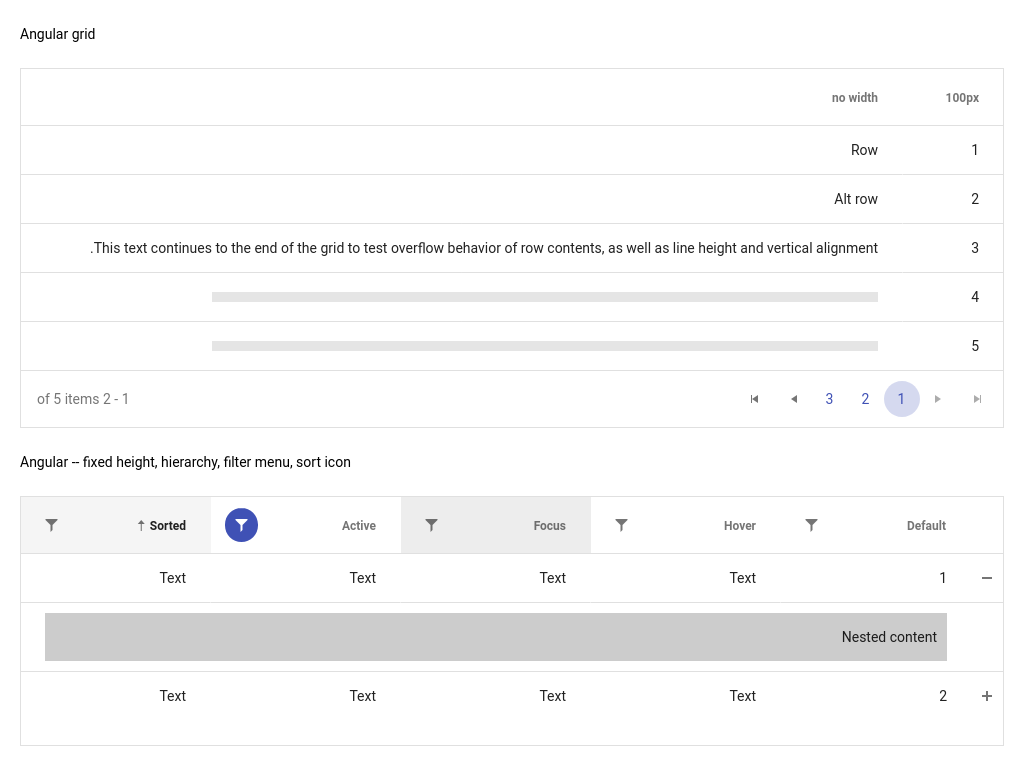 Angular grid
100px no width
1 Row
2 Alt row
3 This text continues to the end of the grid to test overflow behavior of row contents, as well as line height and vertical alignment.
4
5
1 2 3 of 5 items 2 - 1
Angular -- fixed height, hierarchy, filter menu, sort icon
Default Hover Focus Active Sorted
1 Text Text Text Text
Nested content
2 Text Text Text Text